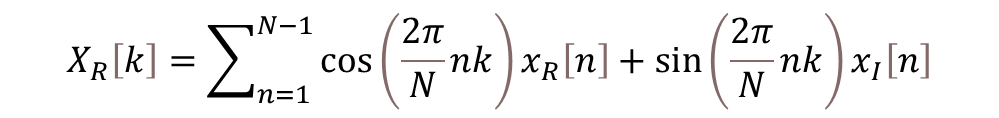 X_R[k] = ∑_{n=1}^{N−1} cos(2π/N nk) x_R[n] + sin(2π/N nk) x_I[n]